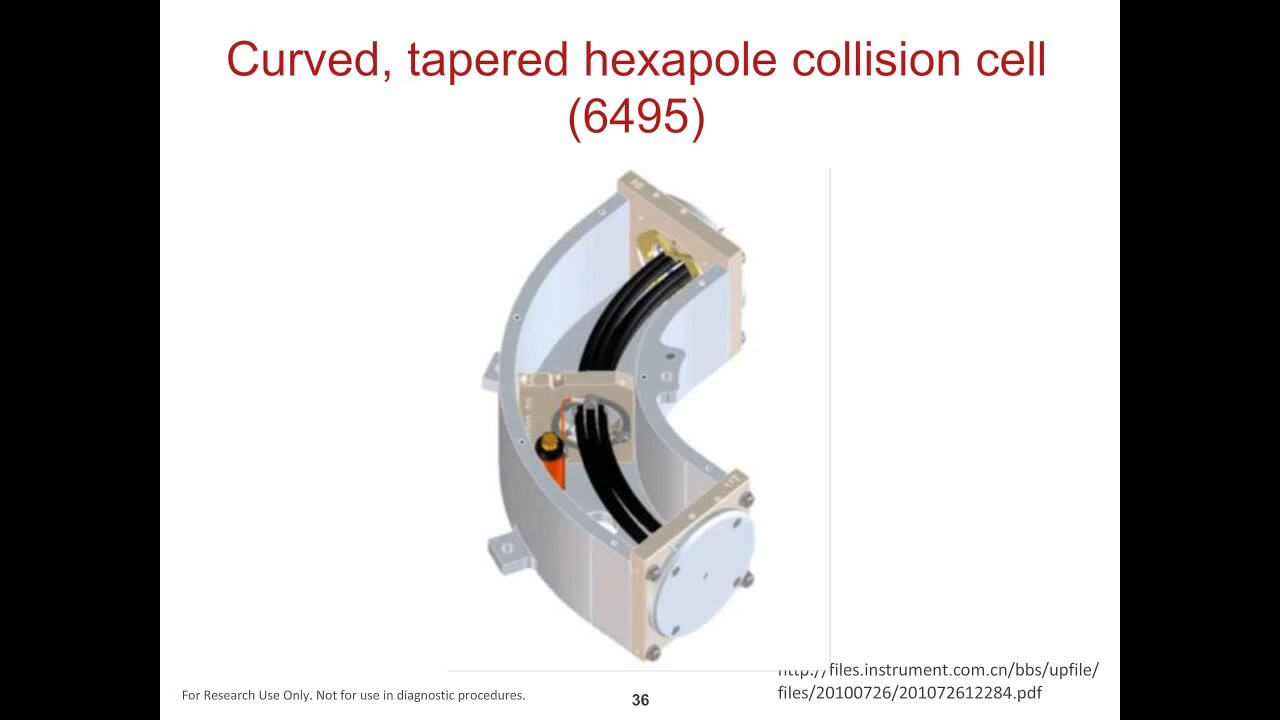 Curved, tapered hexapole collision cell
(6495)
http://files.instrument.com.cn/bbs/upfile/
files/20100726/201072612284.pdf
For Research Use Only. Not for use in diagnostic procedures.
36